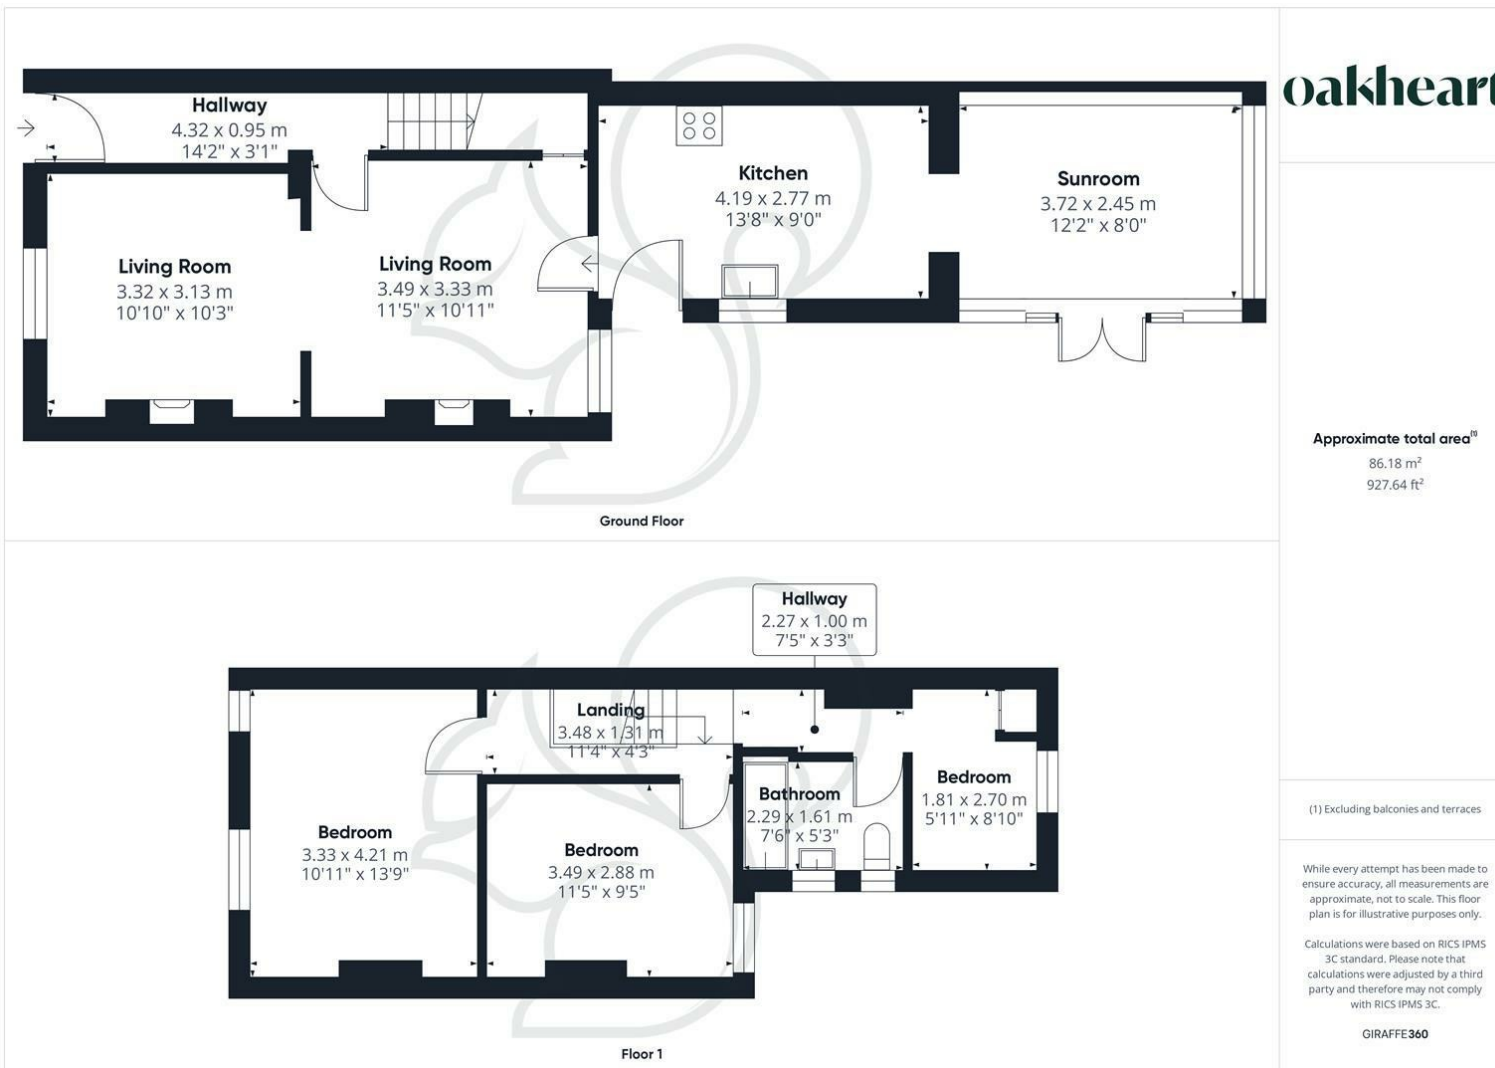 Hallway
4.32 x 0.95 m
14'2" x 3'1"
Living Room
3.32 x 3.13 m
10'10" x 10'3"
Living Room
3.49 x 3.33 m
11'5" x 10'11"
Kitchen
4.19 x 2.77 m
13'8" x 9'0"
Sunroom
3.72 x 2.45 m
12'2" x 8'0"
Ground Floor
Hallway
2.27 x 1.00 m
7'5" x 3'3"
Landing
3.48 x 1.31 m
11'4" x 4'3"
Bedroom
3.33 x 4.21 m
10'11" x 13'9"
Bedroom
3.49 x 2.88 m
11'5" x 9'5"
Bathroom
2.29 x 1.61 m
7'6" x 5'3"
Bedroom
1.81 x 2.70 m
5'11" x 8'10"
Floor 1
oakheart
Approximate total area(1)
86.18 m²
927.64 ft²
(1) Excluding balconies and terraces
While every attempt has been made to
ensure accuracy, all measurements are
approximate, not to scale. This floor
plan is for illustrative purposes only.
Calculations were based on RICS IPMS
3C standard. Please note that
calculations were adjusted by a third
party and therefore may not comply
with RICS IPMS 3C.
GIRAFFE360